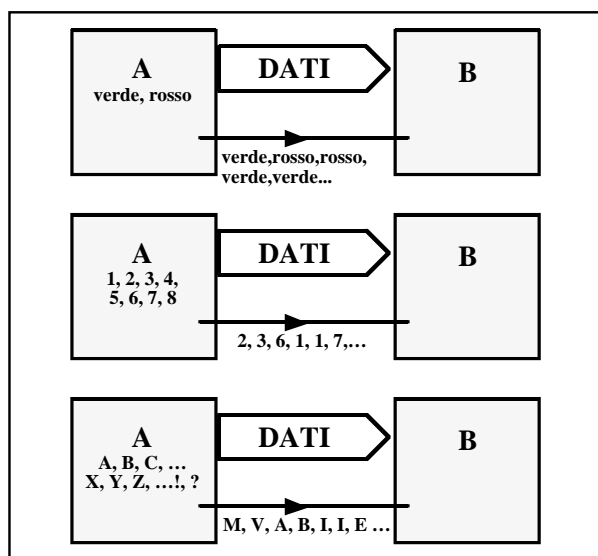 A
DATI
B
verde, rosso
verde,rosso,rosso,
verde,verde...
A
DATI
B
1, 2, 3, 4,
5, 6, 7, 8
2, 3, 6, 1, 1, 7,…
A
DATI
B
A, B, C, …
X, Y, Z, …!, ?
M, V, A, B, I, I, E …